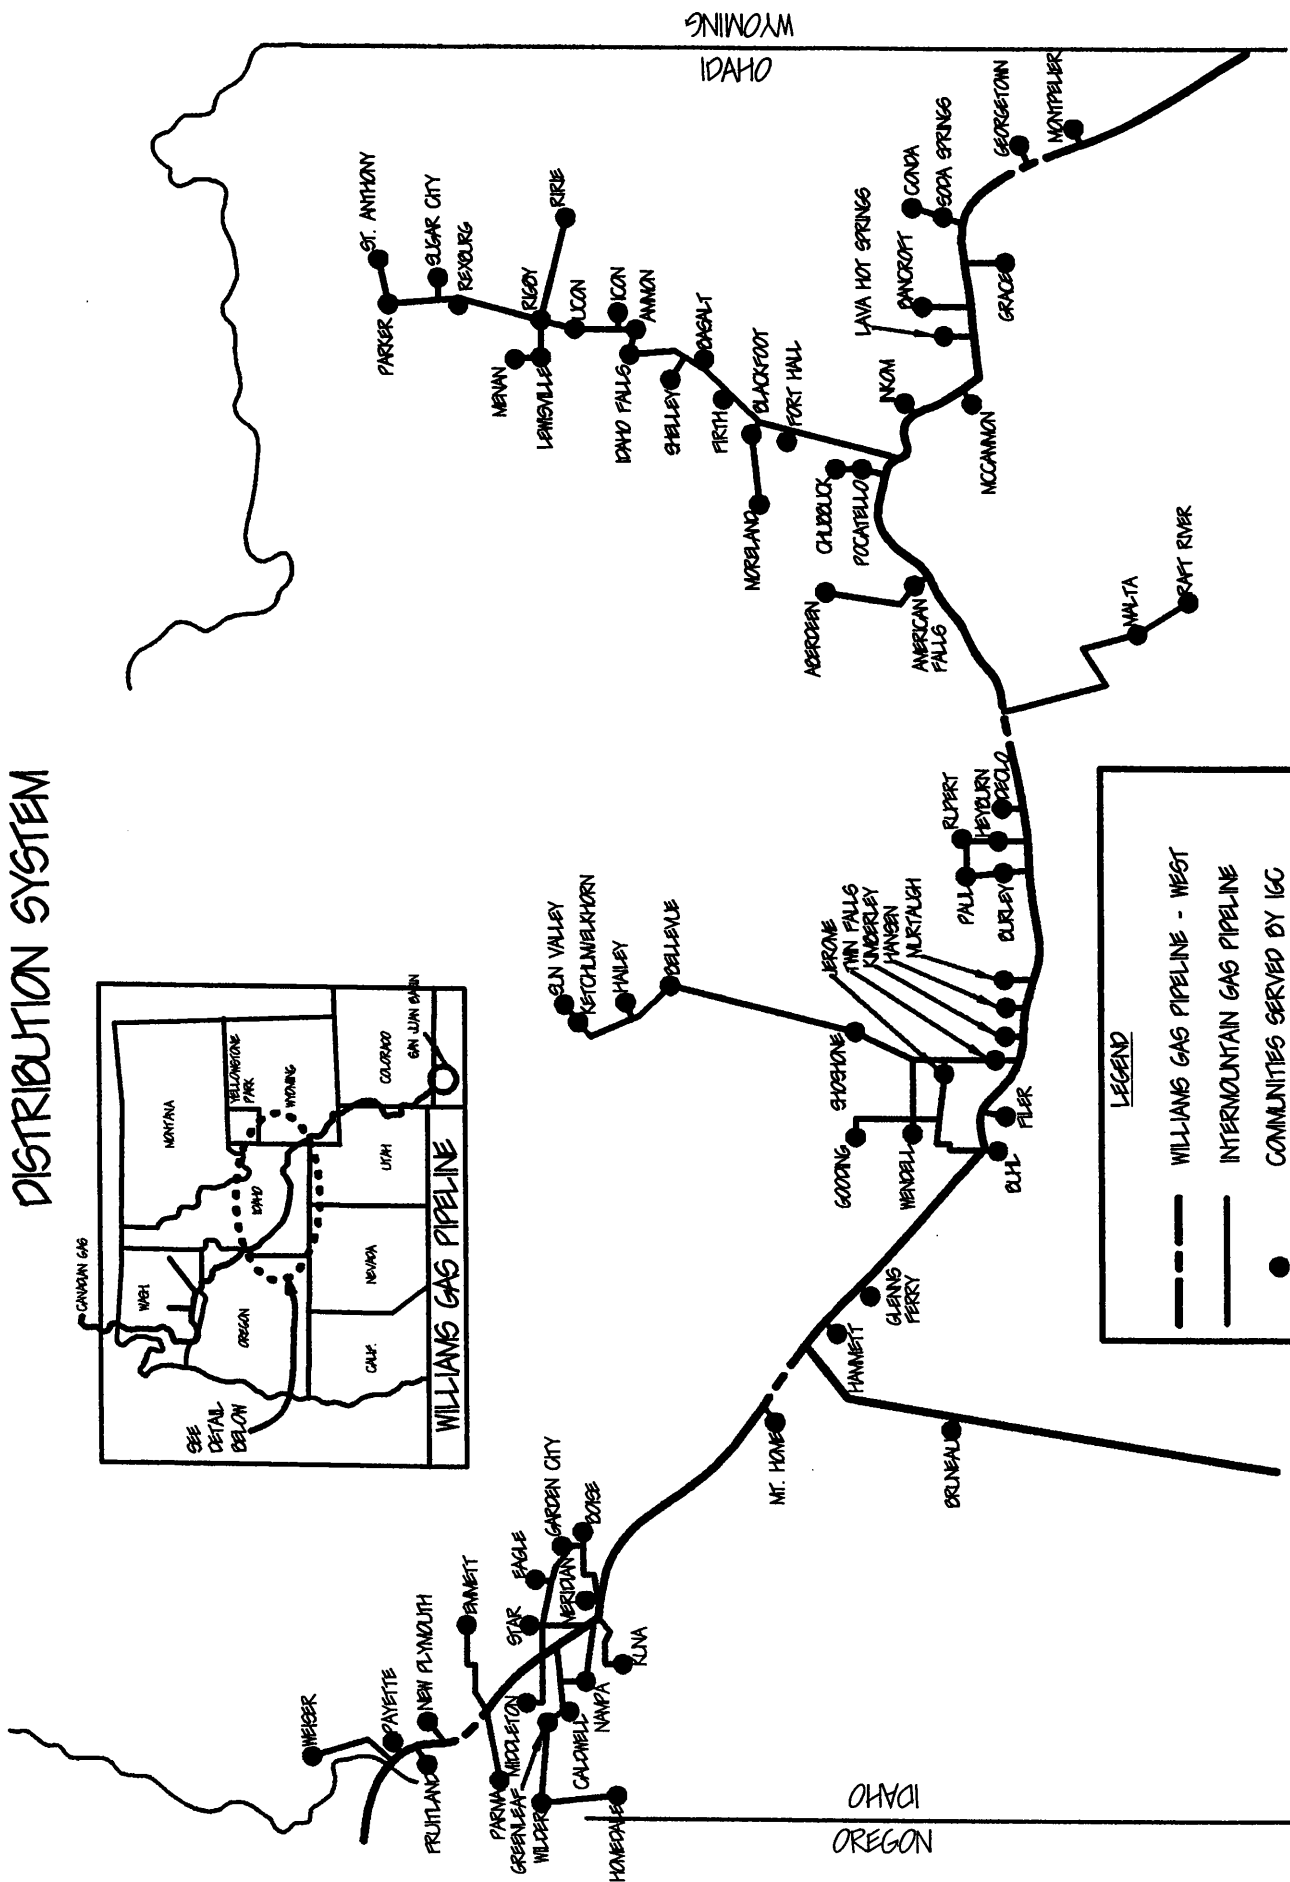 DISTRIBUTION SYSTEM
CANADIAN GAS
WASH.
MONTANA
YELLOWSTONE
PARK
OREGON
IDAHO
WYOMING
CALIF.
NEVADA
UTAH
COLORADO
SAN JUAN BASIN
SEE
DETAIL
BELOW
WILLIAMS GAS PIPELINE
WEISER
PAYETTE
NEW PLYMOUTH
FRUITLAND
EMMETT
PARMA
GREENLEAF
WILDER
HOMEDALE
MIDDLETON
CALDWELL
NAMPA
STAR
EAGLE
GARDEN CITY
MERIDIAN
BOISE
KUNA
MT. HOME
BRUNEAU
HAMMETT
GLENNS
FERRY
SUN VALLEY
KETCHUM/ELKHORN
HAILEY
BELLEVUE
SHOSHONE
GOODING
WENDELL
BUHL
FILER
JEROME
TWIN FALLS
KIMBERLEY
HANSEN
MURTAUGH
RUPERT
HEYBURN
DECLO
PAUL
BURLEY
MALTA
RAFT RIVER
ABERDEEN
AMERICAN
FALLS
CHUBBUCK
POCATELLO
INKOM
MCCAMMON
LAVA HOT SPRINGS
BANCROFT
GRACE
CONDA
SODA SPRINGS
GEORGETOWN
MONTPELIER
MORELAND
FORT HALL
BLACKFOOT
FIRTH
BASALT
SHELLEY
IDAHO FALLS
AMMON
ICON
UCON
LEWISVILLE
MENAN
RIGBY
RIRIE
REXBURG
SUGAR CITY
PARKER
ST. ANTHONY
OREGON
IDAHO
IDAHO
WYOMING
LEGEND
WILLIAMS GAS PIPELINE - WEST
INTERMOUNTAIN GAS PIPELINE
COMMUNITIES SERVED BY IGC